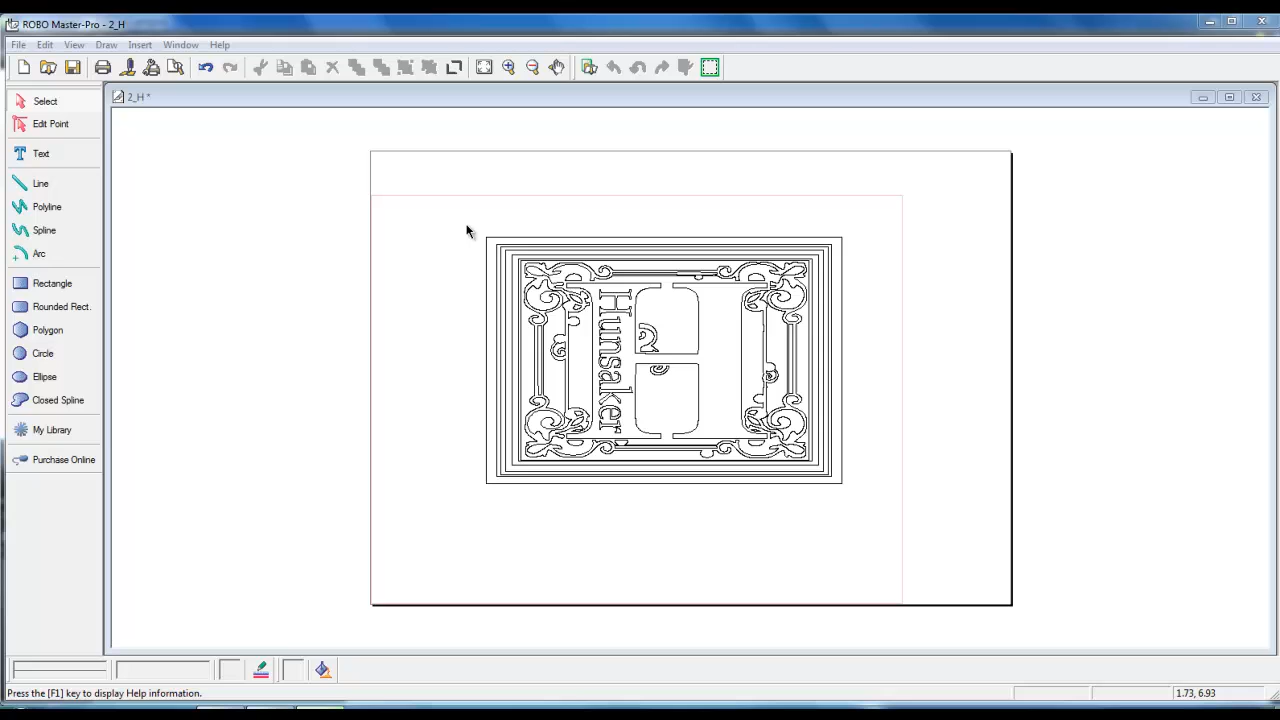 ROBO Master-Pro - 2_H
File Edit View Draw Insert Window Help
2_H *
Select
Edit Point
Text
Line
Polyline
Spline
Arc
Rectangle
Rounded Rect.
Polygon
Circle
Ellipse
Closed Spline
My Library
Purchase Online
Hunsaker
Press the [F1] key to display Help information.
1.73, 6.93